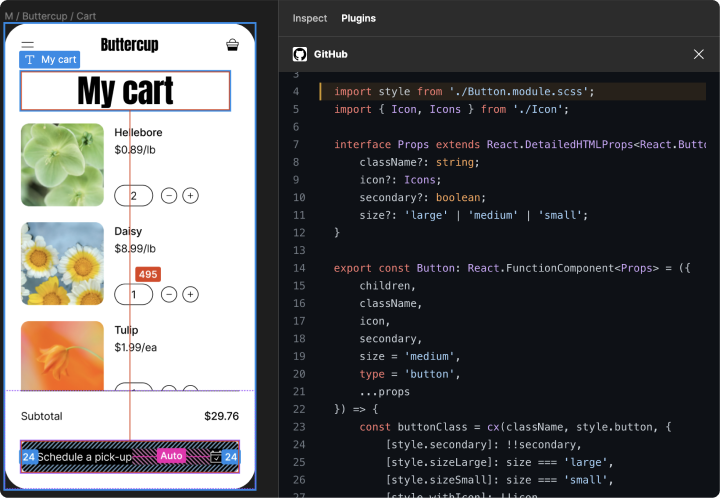 M / Buttercup / Cart
Buttercup
My cart
My cart
Hellebore
$0.89/lb
2
Daisy
$8.99/lb
495
1
Tulip
$1.99/ea
Subtotal
$29.76
24
Schedule a pick-up
Auto
24
Inspect
Plugins
GitHub
3
4 import style from './Button.module.scss';
5 import { Icon, Icons } from './Icon';
6
7 interface Props extends React.DetailedHTMLProps<React.Butto
8 className?: string;
9 icon?: Icons;
10 secondary?: boolean;
11 size?: 'large' | 'medium' | 'small';
12 }
13
14 export const Button: React.FunctionComponent<Props> = ({
15 children,
16 className,
17 icon,
18 secondary,
19 size = 'medium',
20 type = 'button',
21 ...props
22 }) => {
23 const buttonClass = cx(className, style.button, {
24 [style.secondary]: !!secondary,
25 [style.sizeLarge]: size === 'large',
26 [style.sizeSmall]: size === 'small',
27 [style.withIcon]: !!icon